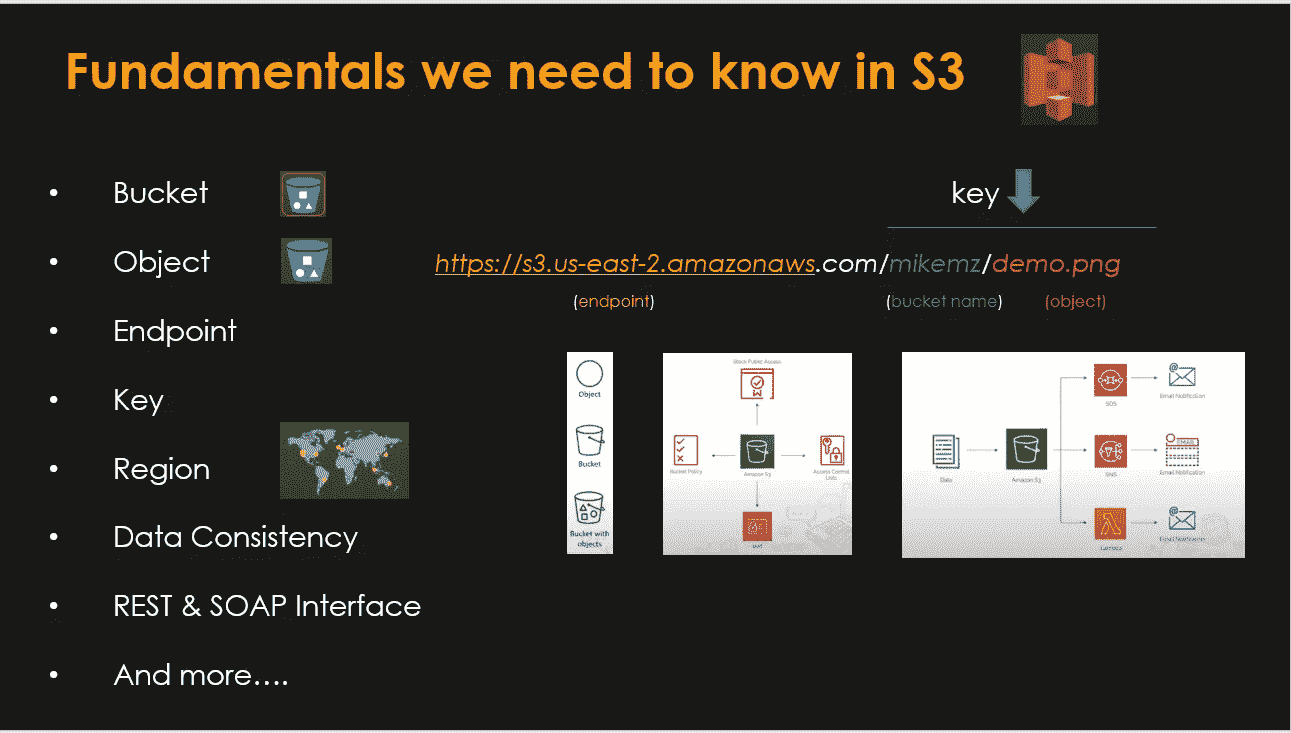 Fundamentals we need to know in S3
Bucket
Object
Endpoint
Key
Region
Data Consistency
REST & SOAP Interface
And more….
key
https://s3.us-east-2.amazonaws.com/mikemz/demo.png
(endpoint)
(bucket name)
(object)
Object
Bucket
Bucket with
objects
Block Public Access
Bucket Policy
Amazon S3
Access Control
Lists
Data
Amazon S3
SNS
Email Notification
EMAIL
Email Notification
Email Notification